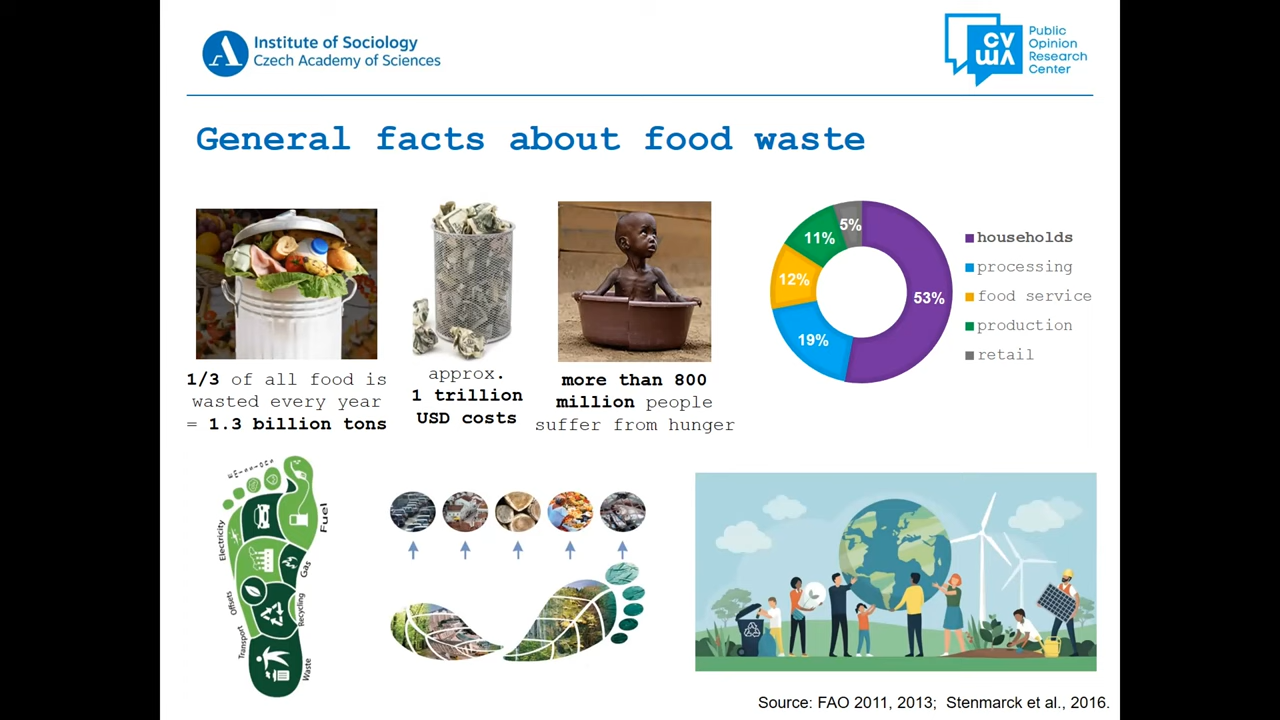 Institute of Sociology
Czech Academy of Sciences
CV
Public
Opinion
Research
Center
General facts about food waste
1/3 of all food is
wasted every year
= 1.3 billion tons
approx.
1 trillion
USD costs
more than 800
million people
suffer from hunger
5%
11%
12%
19%
53%
households
processing
food service
production
retail
Electricity
Fuel
Gas
Offsets
Recycling
Transport
Waste
Source: FAO 2011, 2013; Stenmarck et al., 2016.